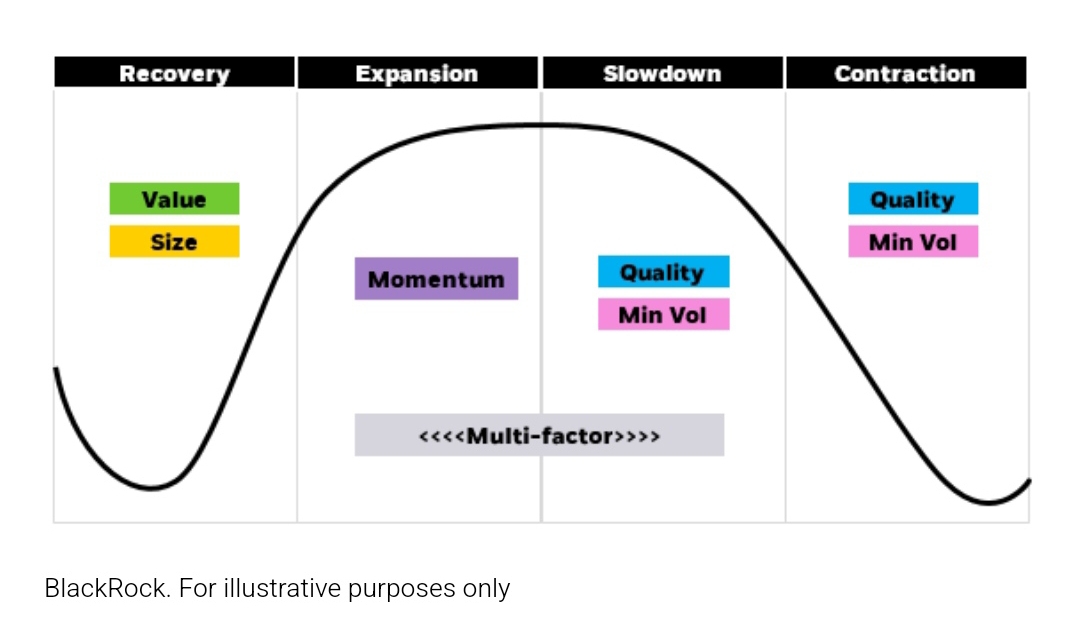 Recovery
Expansion
Slowdown
Contraction
Value
Size
Momentum
Quality
Min Vol
Quality
Min Vol
<<<<Multi-factor>>>>
BlackRock. For illustrative purposes only